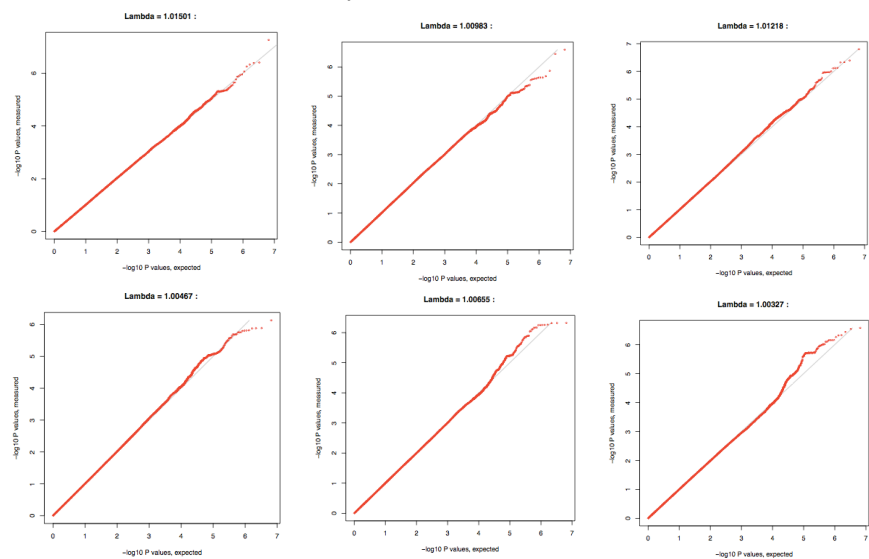 Lambda = 1.01501 :
−log10 P values, measured
6
4
2
0
0 1 2 3 4 5 6 7
−log10 P values, expected
Lambda = 1.00983 :
−log10 P values, measured
6
5
4
3
2
1
0
0 1 2 3 4 5 6 7
−log10 P values, expected
Lambda = 1.01218 :
−log10 P values, measured
7
6
5
4
3
2
1
0
0 1 2 3 4 5 6 7
−log10 P values, expected
Lambda = 1.00467 :
−log10 P values, measured
6
5
4
3
2
1
0
0 1 2 3 4 5 6 7
−log10 P values, expected
Lambda = 1.00655 :
−log10 P values, measured
6
5
4
3
2
1
0
0 1 2 3 4 5 6 7
−log10 P values, expected
Lambda = 1.00327 :
−log10 P values, measured
6
5
4
3
2
1
0
0 1 2 3 4 5 6 7
−log10 P values, expected